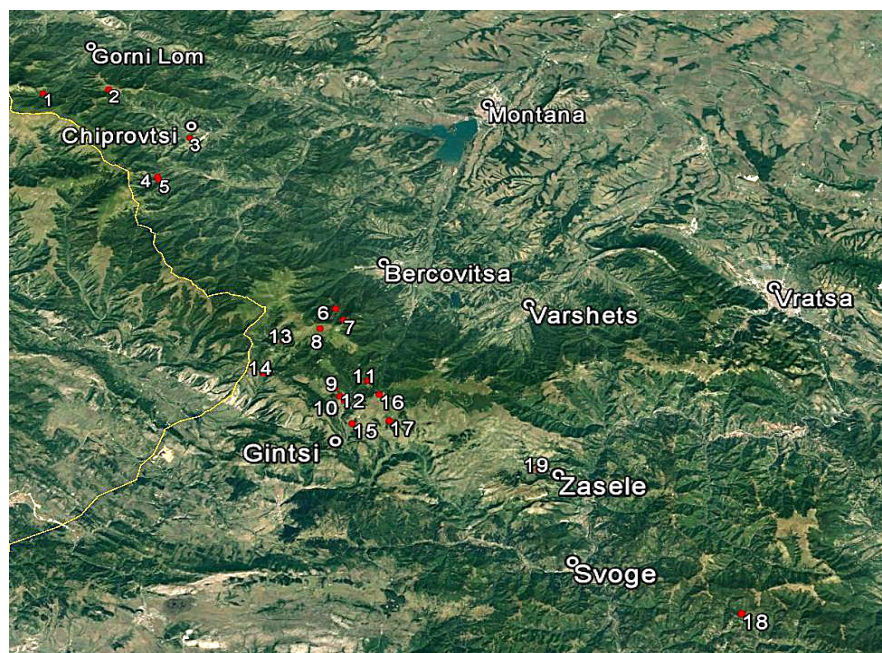 Gorni Lom
1
2
Montana
Chiprovtsi
3
4
5
Bercovitsa
Vratsa
6
Varshets
7
8
13
14
11
9
10
12
16
15
17
Gintsi
19
Zasele
Svoge
18